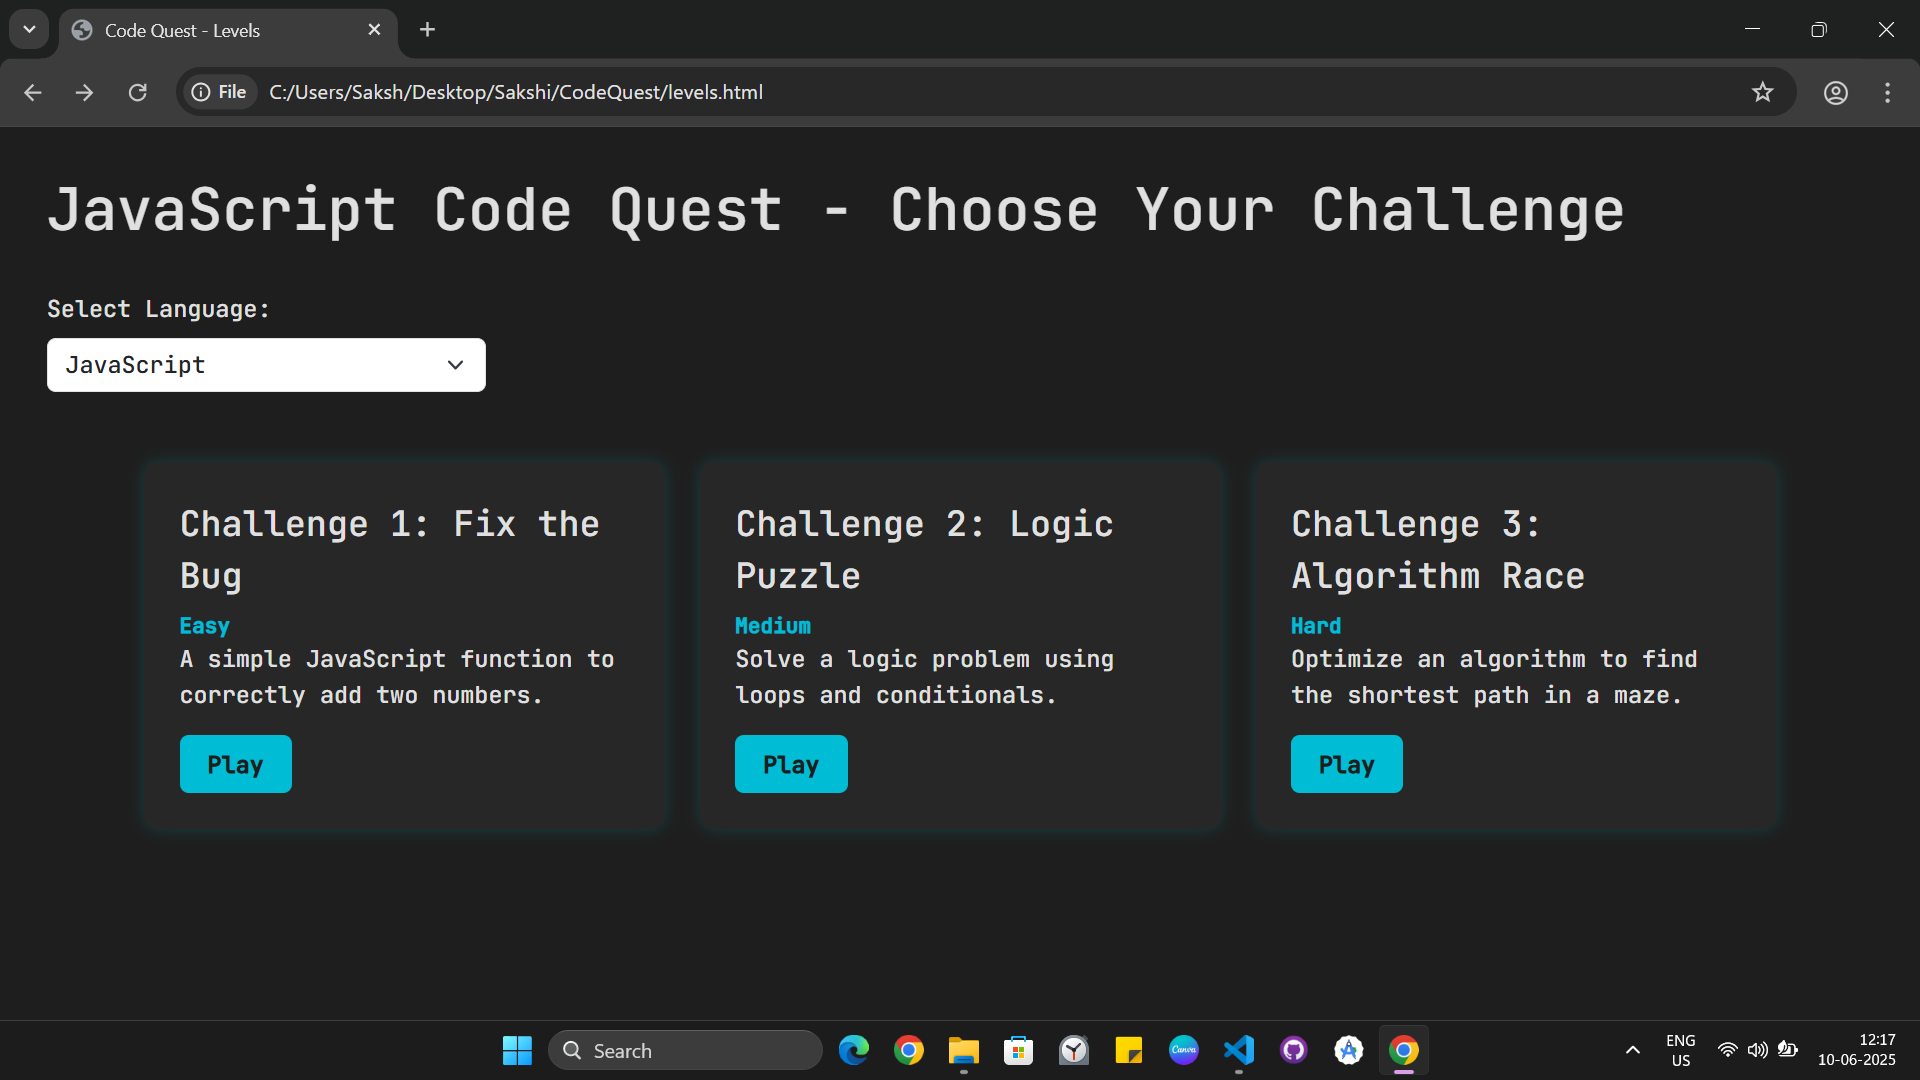 Code Quest - Levels
File C:/Users/Saksh/Desktop/Sakshi/CodeQuest/levels.html
JavaScript Code Quest - Choose Your Challenge
Select Language:
JavaScript
Challenge 1: Fix the
Bug
Easy
A simple JavaScript function to
correctly add two numbers.
Play
Challenge 2: Logic
Puzzle
Medium
Solve a logic problem using
loops and conditionals.
Play
Challenge 3:
Algorithm Race
Hard
Optimize an algorithm to find
the shortest path in a maze.
Play
Search
Canva
ENG
US
12:17
10-06-2025